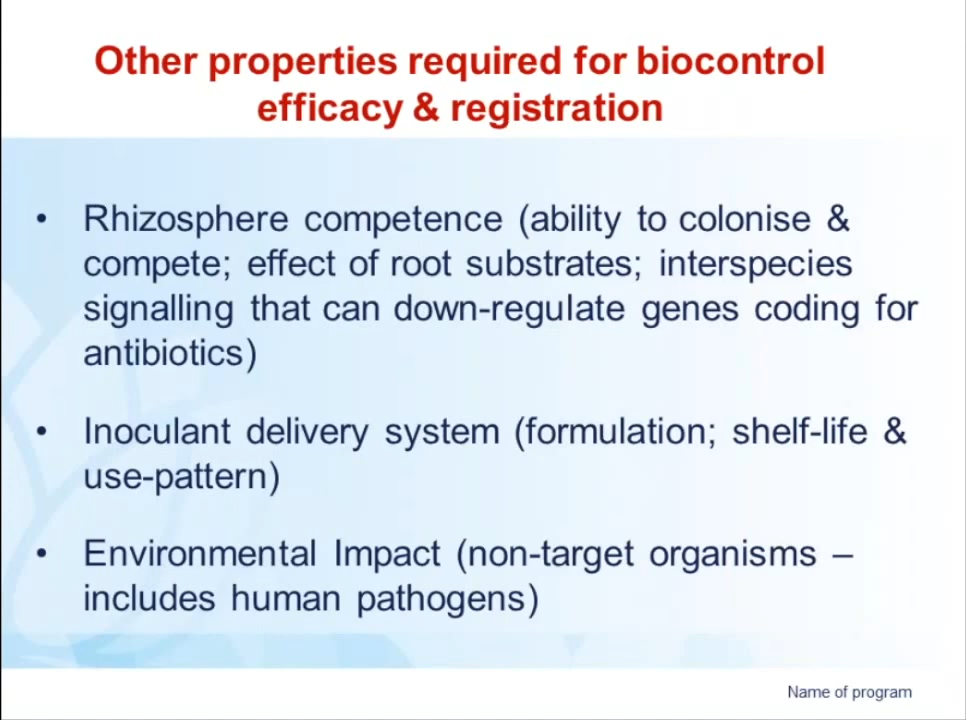 Other properties required for biocontrol
efficacy & registration
• Rhizosphere competence (ability to colonise &
compete; effect of root substrates; interspecies
signalling that can down-regulate genes coding for
antibiotics)
• Inoculant delivery system (formulation; shelf-life &
use-pattern)
• Environmental Impact (non-target organisms –
includes human pathogens)
Name of program